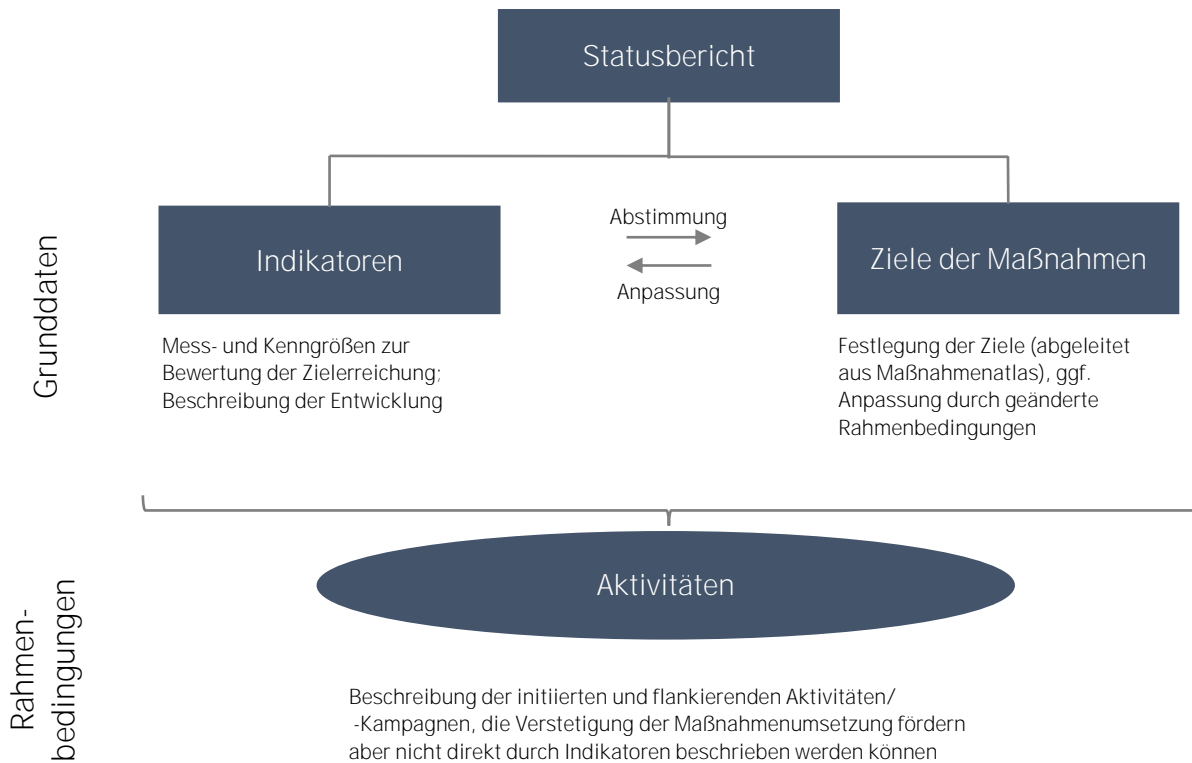 Statusbericht
Grunddaten
Indikatoren
Abstimmung
Anpassung
Ziele der Maßnahmen
Mess- und Kenngrößen zur
Bewertung der Zielerreichung;
Beschreibung der Entwicklung
Festlegung der Ziele (abgeleitet
aus Maßnahmenatlas), ggf.
Anpassung durch geänderte
Rahmenbedingungen
Rahmen-
bedingungen
Aktivitäten
Beschreibung der initiierten und flankierenden Aktivitäten/
-Kampagnen, die Verstetigung der Maßnahmenumsetzung fördern
aber nicht direkt durch Indikatoren beschrieben werden können